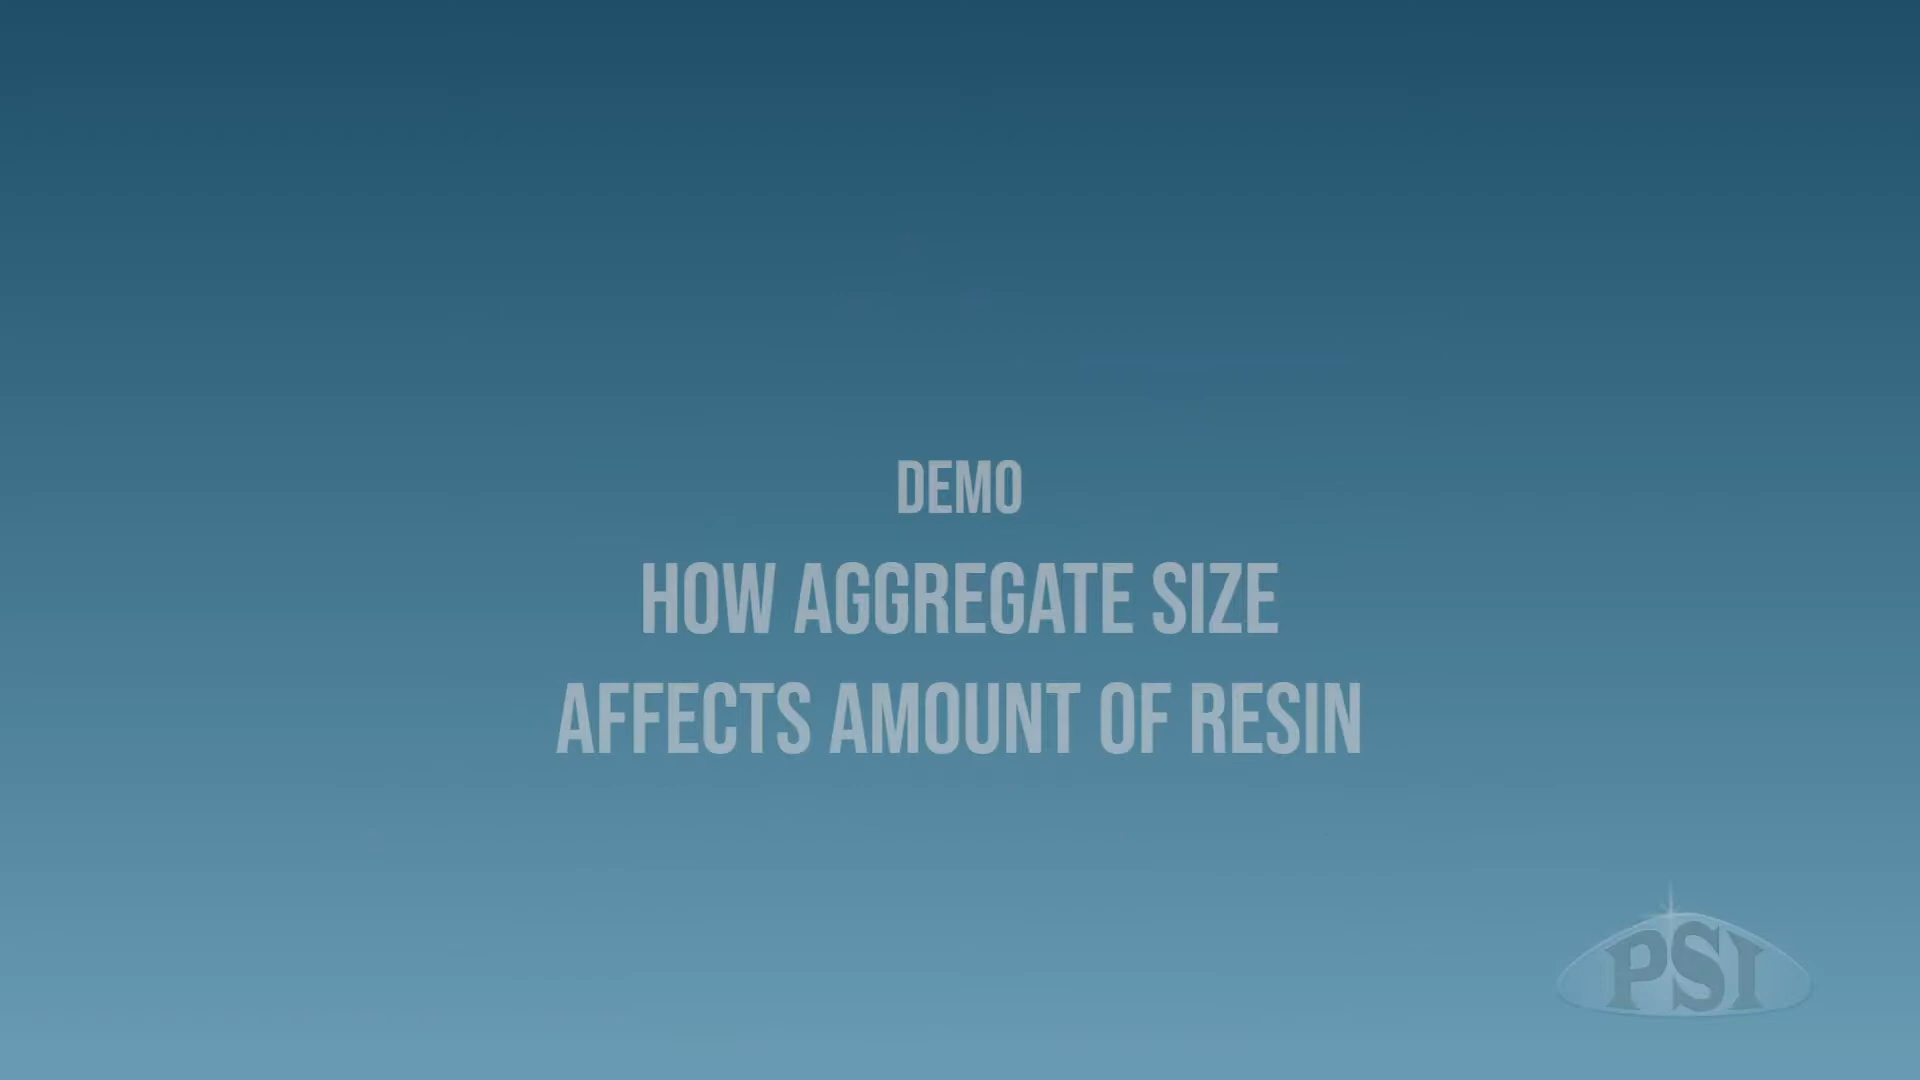 DEMO
HOW AGGREGATE SIZE
AFFECTS AMOUNT OF RESIN
PSI